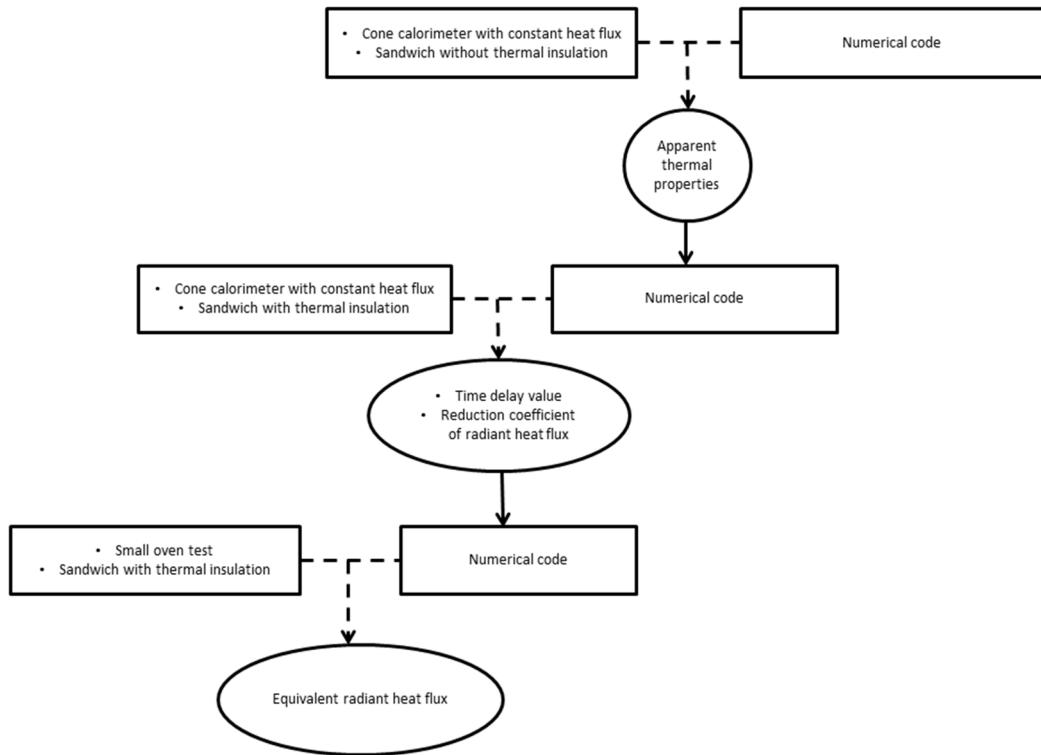 • Cone calorimeter with constant heat flux
• Sandwich without thermal insulation
Numerical code
Apparent
thermal
properties
• Cone calorimeter with constant heat flux
• Sandwich with thermal insulation
Numerical code
• Time delay value
• Reduction coefficient
of radiant heat flux
• Small oven test
• Sandwich with thermal insulation
Numerical code
Equivalent radiant heat flux